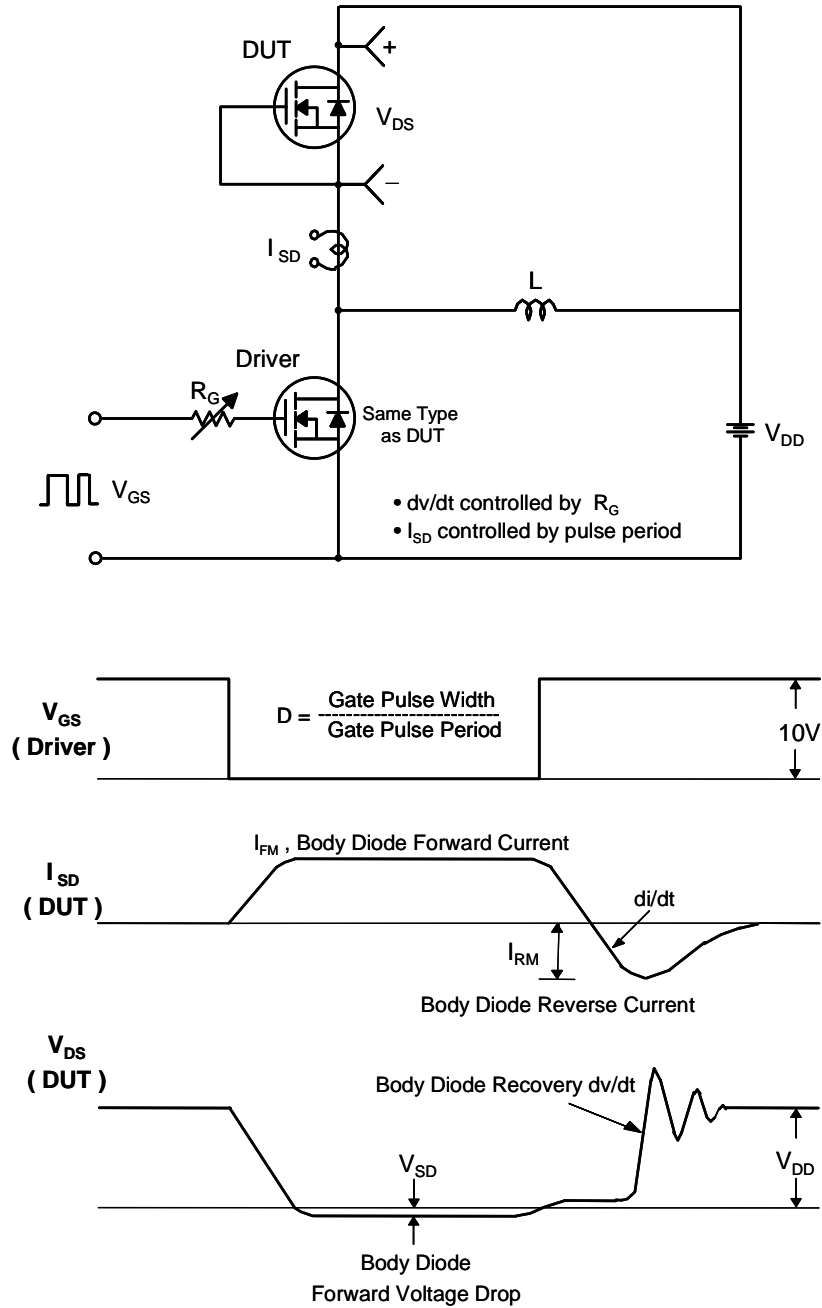 DUT
+
V_DS
−
I_SD
L
Driver
R_G
Same Type
as DUT
V_DD
V_GS
• dv/dt controlled by R_G
• I_SD controlled by pulse period
V_GS
( Driver )
D = Gate Pulse Width
Gate Pulse Period
10V
I_FM , Body Diode Forward Current
I_SD
( DUT )
di/dt
I_RM
Body Diode Reverse Current
V_DS
( DUT )
Body Diode Recovery dv/dt
V_SD
V_DD
Body Diode
Forward Voltage Drop